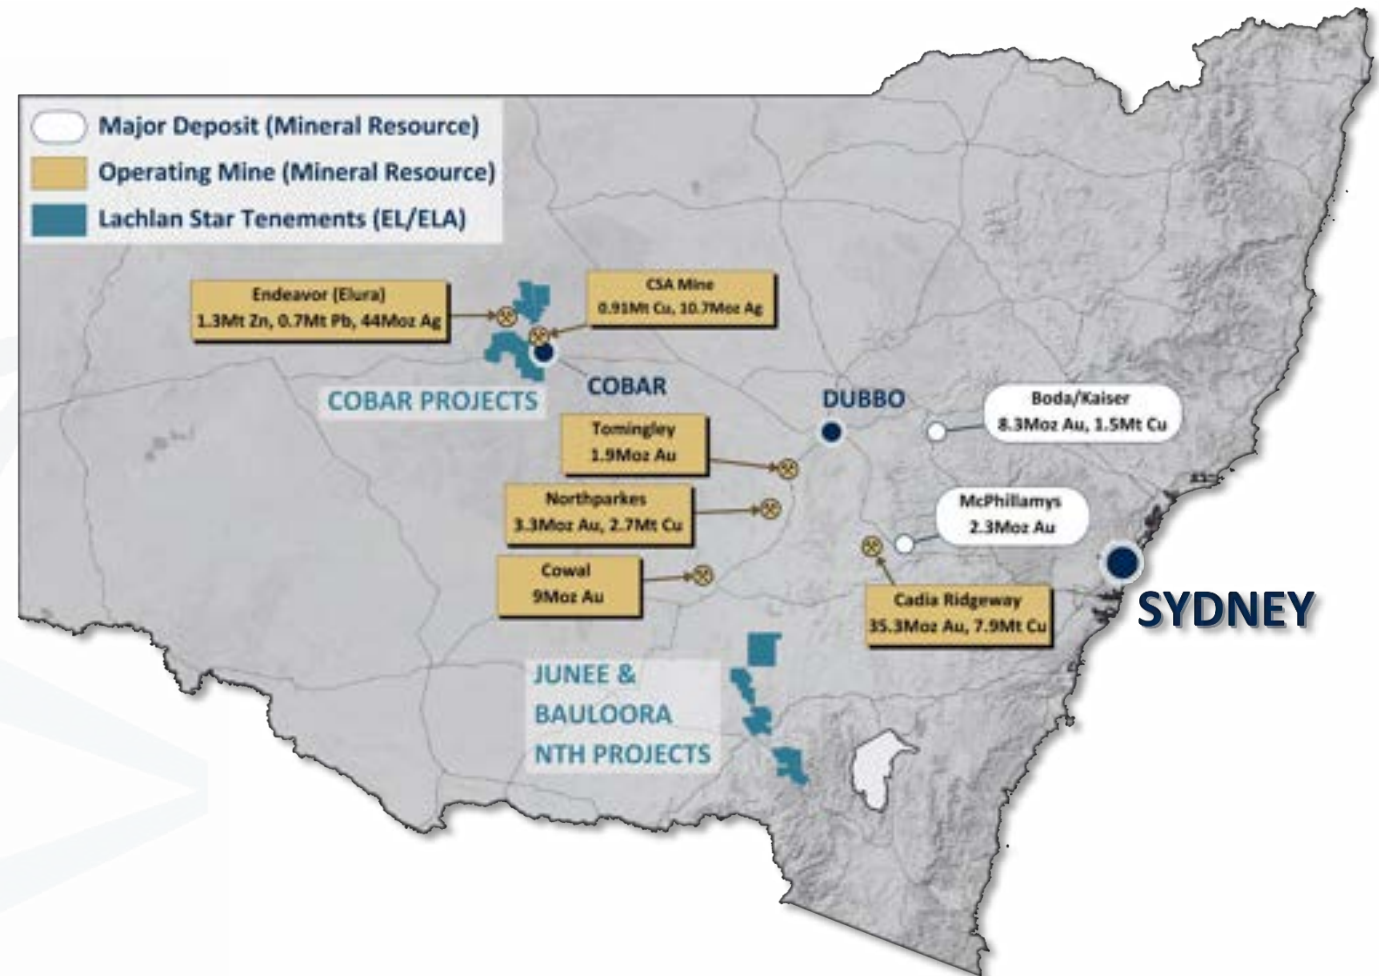 Major Deposit (Mineral Resource)
Operating Mine (Mineral Resource)
Lachlan Star Tenements (EL/ELA)
Endeavor (Elura)
1.3Mt Zn, 0.7Mt Pb, 44Moz Ag
CSA Mine
0.91Mt Cu, 10.7Moz Ag
COBAR PROJECTS
COBAR
DUBBO
Boda/Kaiser
8.3Moz Au, 1.5Mt Cu
Tomingley
1.9Moz Au
Northparkes
3.3Moz Au, 2.7Mt Cu
McPhillamys
2.3Moz Au
Cowal
9Moz Au
Cadia Ridgeway
35.3Moz Au, 7.9Mt Cu
SYDNEY
JUNEE &
BAULOORA
NTH PROJECTS